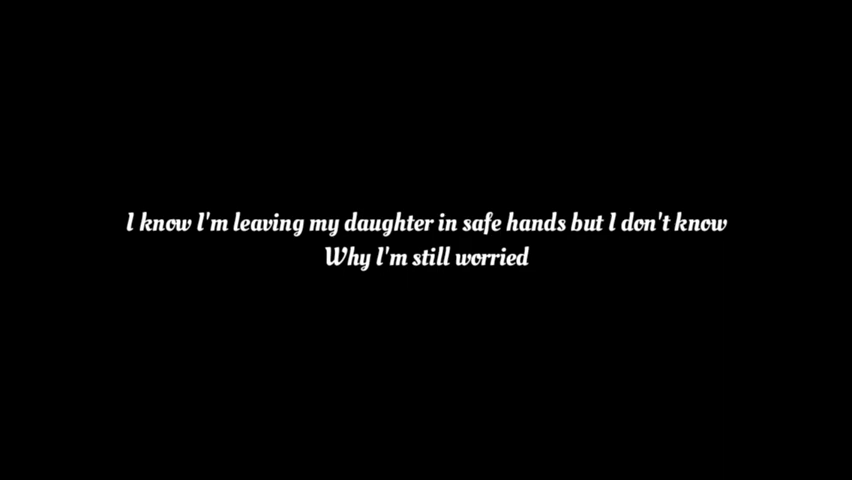 I know I'm leaving my daughter in safe hands but I don't know
Why I'm still worried